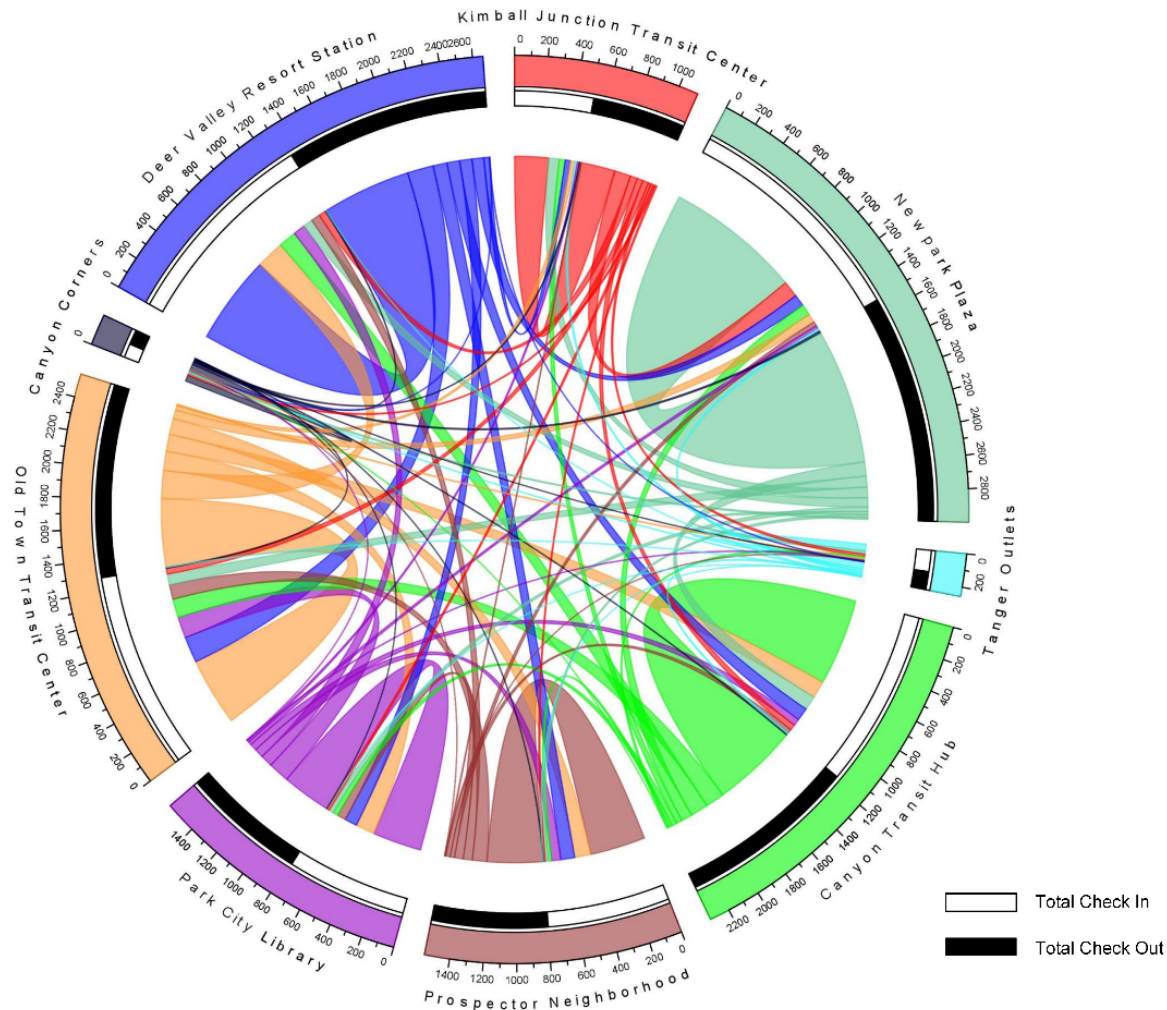 Kimball Junction Transit Center
0 200 400 600 800 1000
Newpark Plaza
0 200 400 600 800 1000 1200 1400 1600 1800 2000 2200 2400 2600 2800
Tanger Outlets
0 200
Canyon Transit Hub
0 200 400 600 800 1000 1200 1400 1600 1800 2000 2200
Prospector Neighborhood
0 200 400 600 800 1000 1200 1400
Park City Library
0 200 400 600 800 1000 1200 1400
Old Town Transit Center
0 200 400 600 800 1000 1200 1400 1600 1800 2000 2200 2400
Canyon Corners
0
Deer Valley Resort Station
0 200 400 600 800 1000 1200 1400 1600 1800 2000 2200 2400 2600
Total Check In
Total Check Out